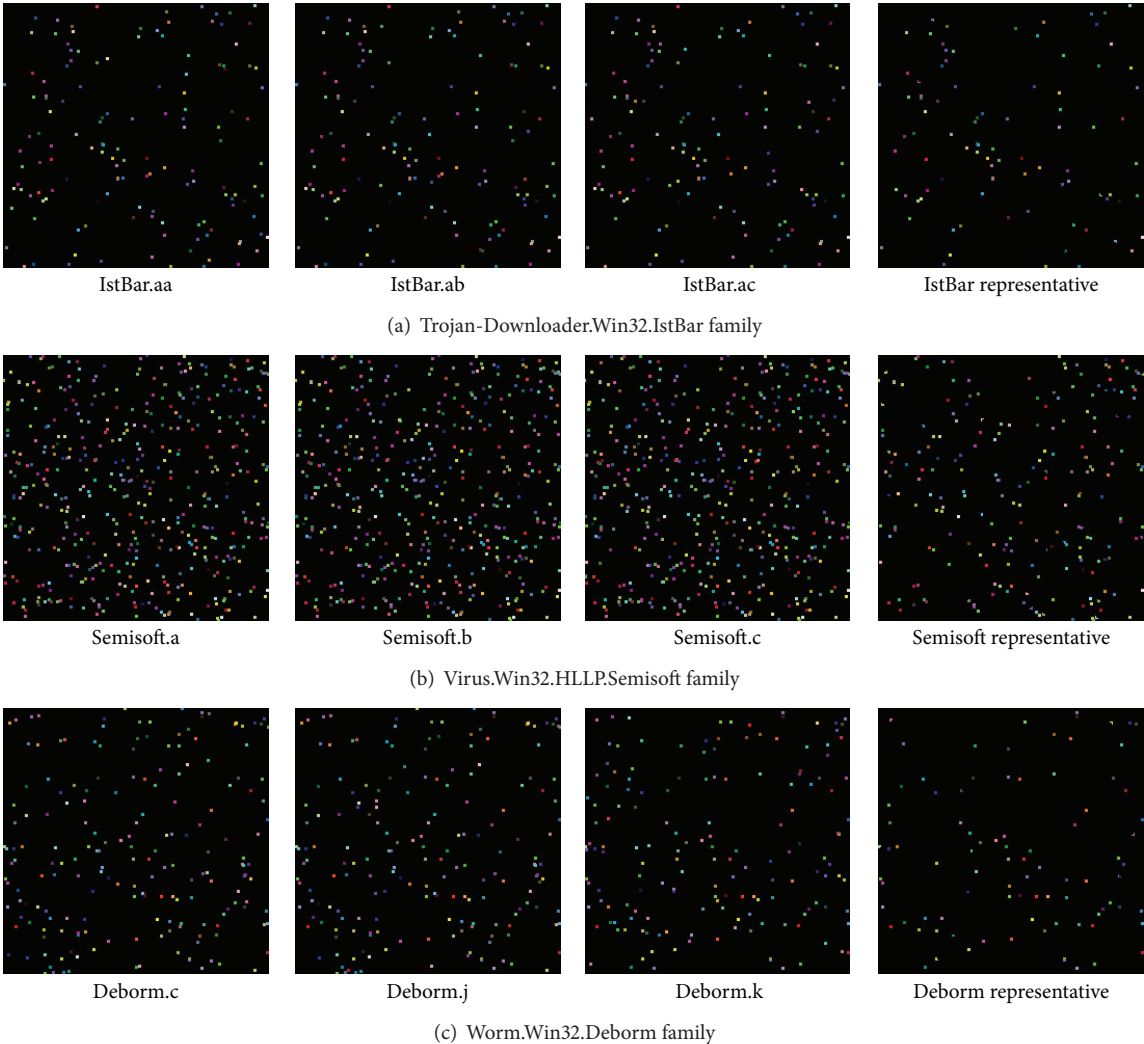 IstBar.aa IstBar.ab IstBar.ac IstBar representative
(a) Trojan-Downloader.Win32.IstBar family
Semisoft.a Semisoft.b Semisoft.c Semisoft representative
(b) Virus.Win32.HLLP.Semisoft family
Deborm.c Deborm.j Deborm.k Deborm representative
(c) Worm.Win32.Deborm family